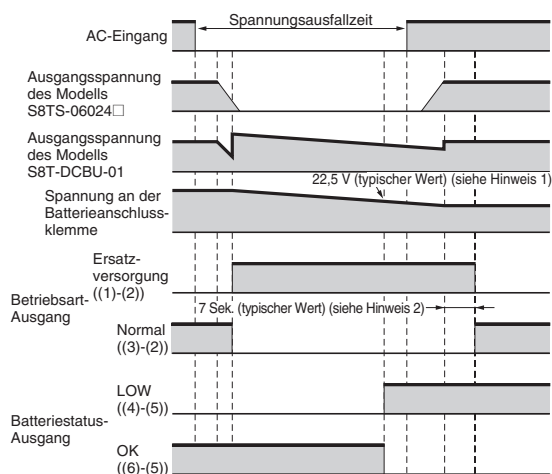 Spannungsausfallzeit
AC-Eingang
Ausgangsspannung
des Modells
S8TS-06024□
Ausgangsspannung
des Modells
S8T-DCBU-01
22,5 V (typischer Wert) (siehe Hinweis 1)
Spannung an der
Batterieanschluss-
klemme
Ersatz-
versorgung
((1)-(2))
Betriebsart-
Ausgang
7 Sek. (typischer Wert) (siehe Hinweis 2)
Normal
((3)-(2))
LOW
((4)-(5))
Batteriestatus-
Ausgang
OK
((6)-(5))